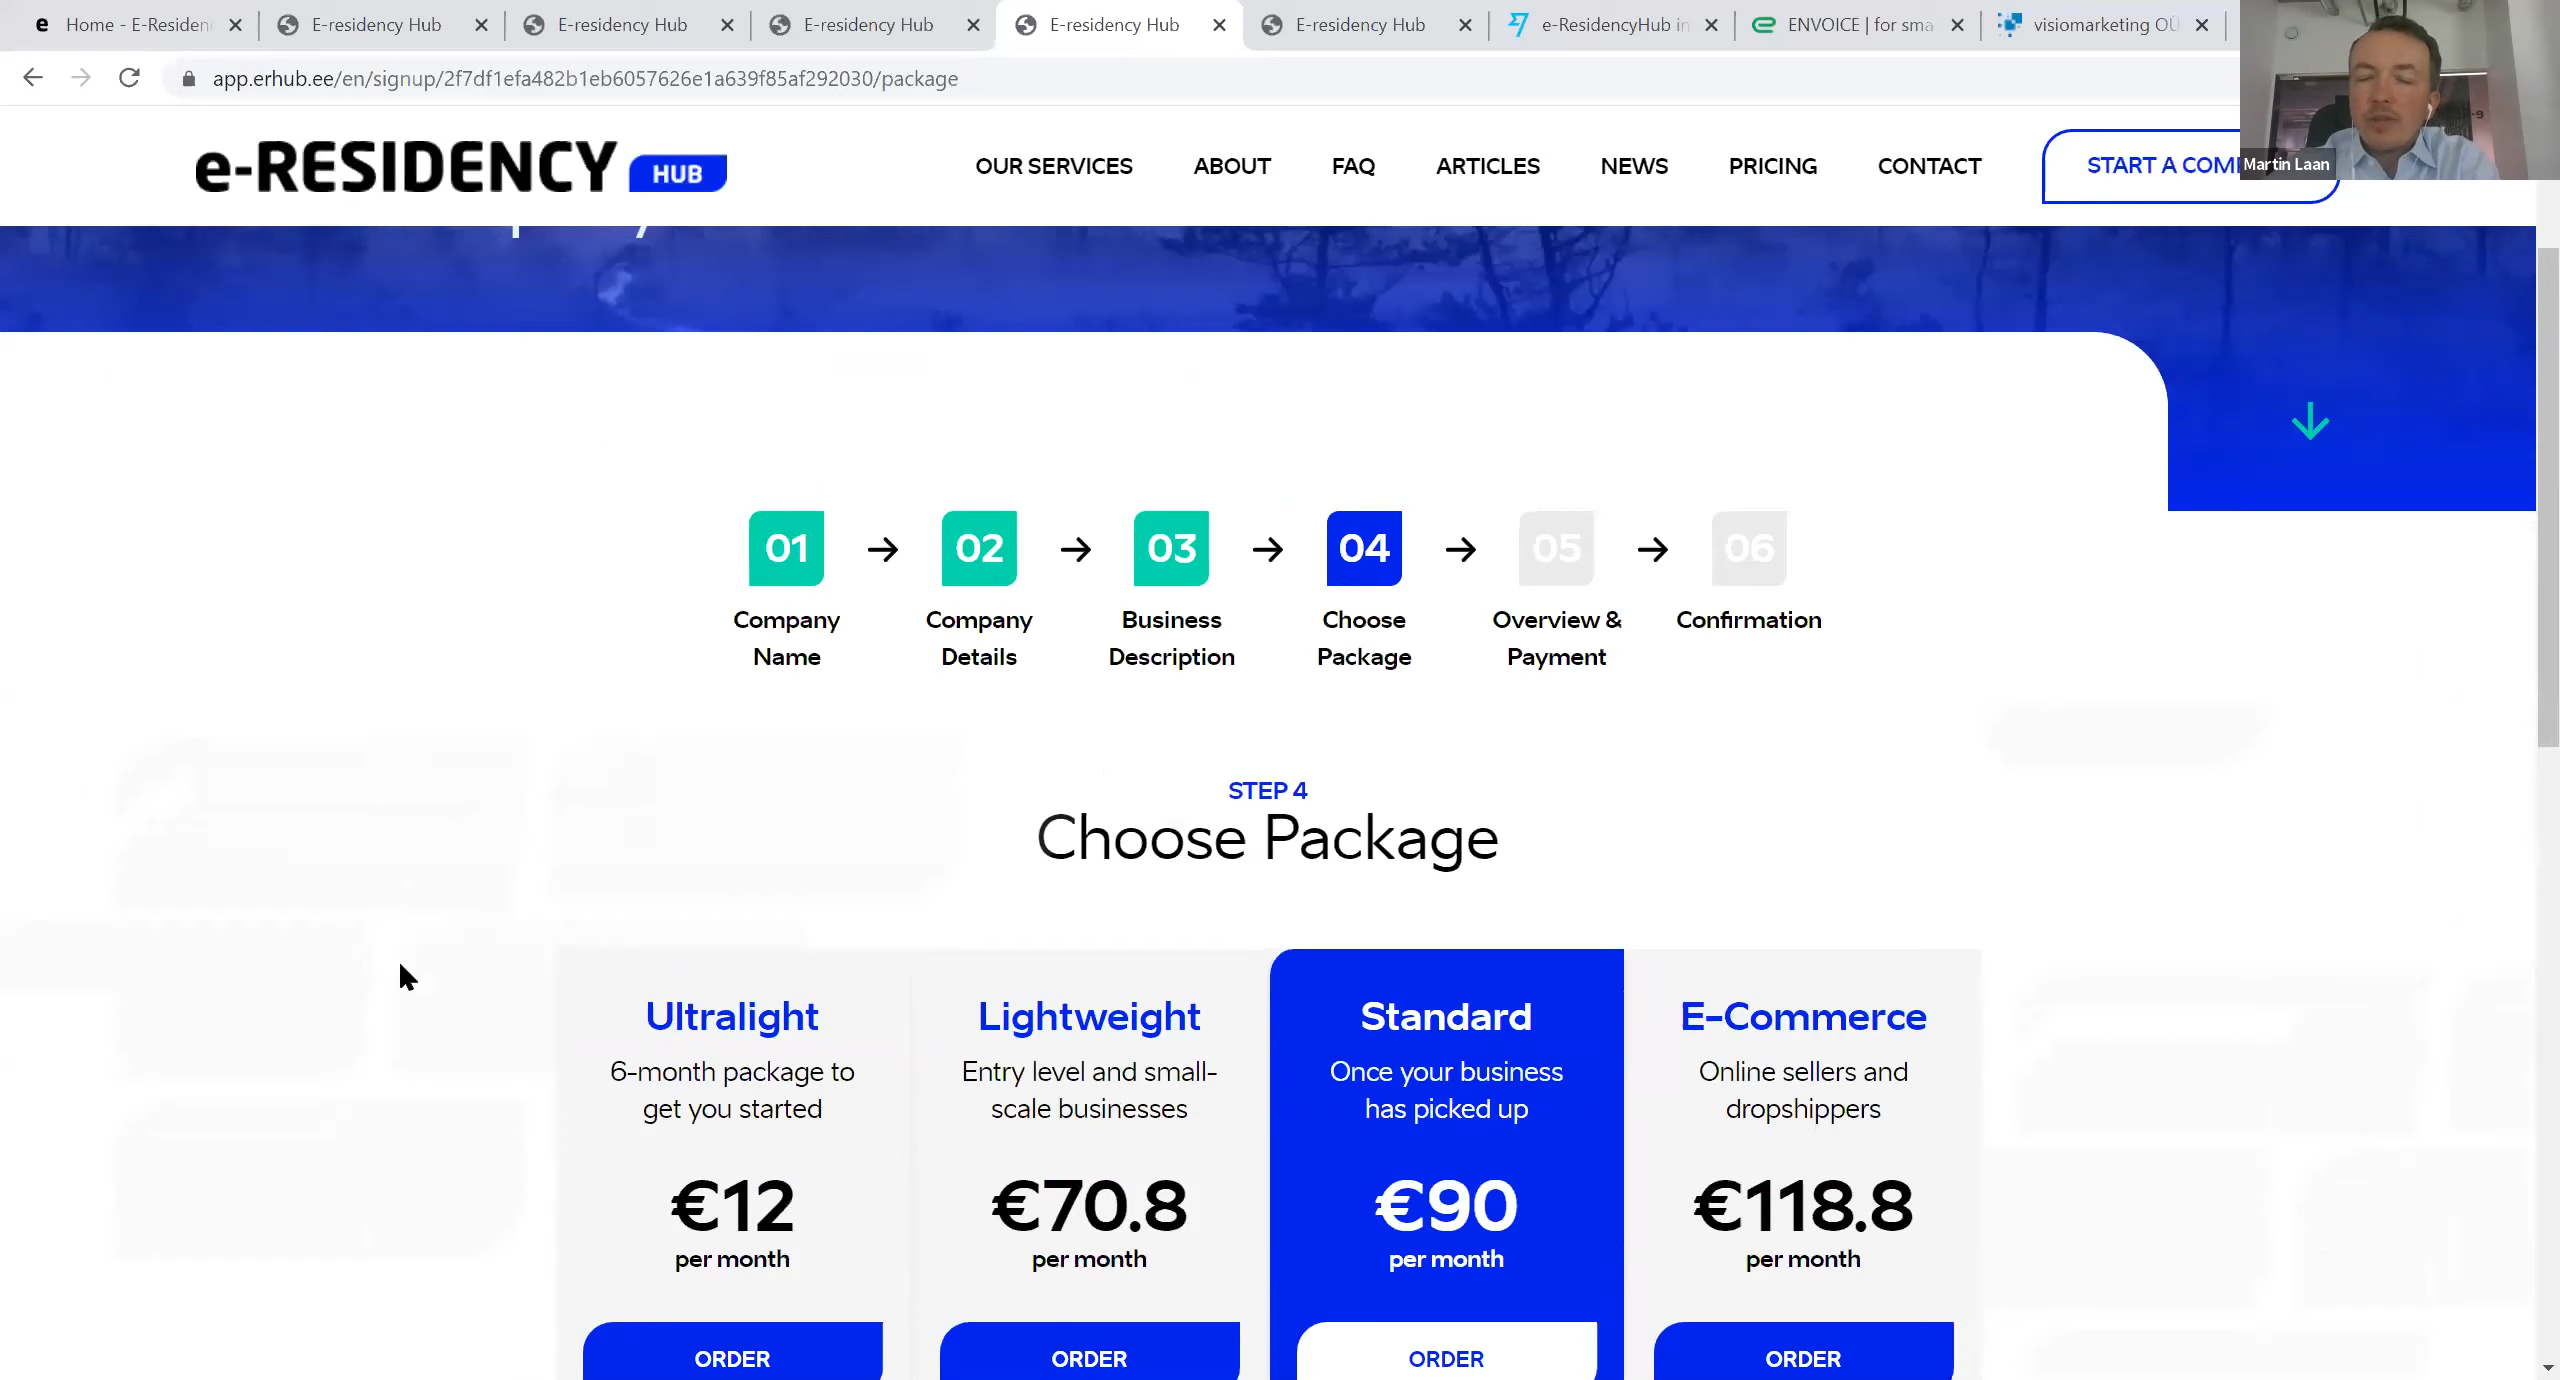 Home - E-Residen
E-residency Hub
E-residency Hub
E-residency Hub
E-residency Hub
E-residency Hub
e-ResidencyHub in
ENVOICE | for sma
visiomarketing OÜ
app.erhub.ee/en/signup/2f7df1efa482b1eb6057626e1a639f85af292030/package
e-RESIDENCY HUB
OUR SERVICES
ABOUT
FAQ
ARTICLES
NEWS
PRICING
CONTACT
START A COM
Martin Laan
01
02
03
04
05
06
Company
Name
Company
Details
Business
Description
Choose
Package
Overview &
Payment
Confirmation
STEP 4
Choose Package
Ultralight
6-month package to
get you started
€12
per month
ORDER
Lightweight
Entry level and small-
scale businesses
€70.8
per month
ORDER
Standard
Once your business
has picked up
€90
per month
ORDER
E-Commerce
Online sellers and
dropshippers
€118.8
per month
ORDER